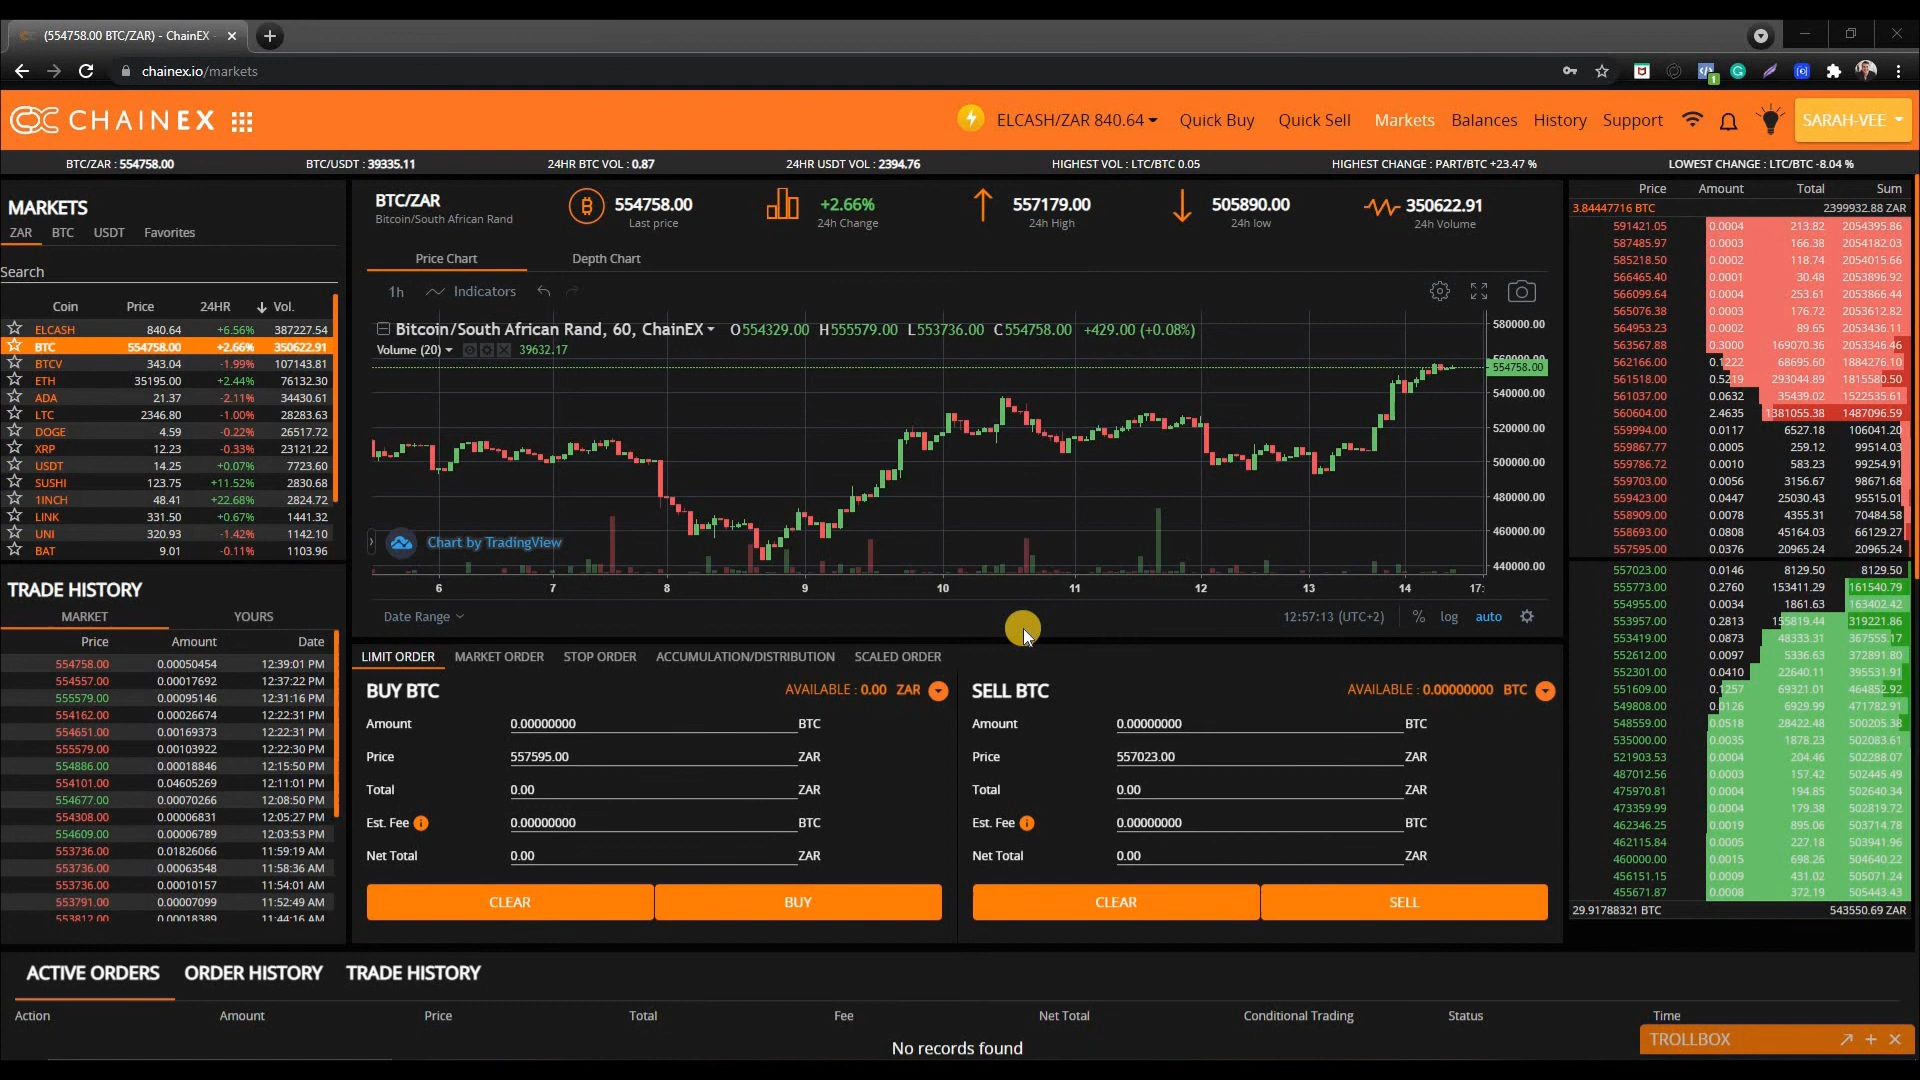 (554758.00 BTC/ZAR) - ChainEX
chainex.io/markets
CHAINEX
ELCASH/ZAR 840.64 Quick Buy Quick Sell Markets Balances History Support SARAH-VEE
BTC/ZAR : 554758.00 BTC/USDT : 39335.11 24HR BTC VOL : 0.87 24HR USDT VOL : 2394.76 HIGHEST VOL : LTC/BTC 0.05 HIGHEST CHANGE : PART/BTC +23.47 % LOWEST CHANGE : LTC/BTC -8.04 %
MARKETS
ZAR BTC USDT Favorites
Search
Coin Price 24HR Vol.
ELCASH 840.64 +6.56% 387227.54
BTC 554758.00 +2.66% 350622.91
BTCV 343.04 -1.99% 107143.81
ETH 35195.00 +2.44% 76132.30
ADA 21.37 -2.11% 34430.61
LTC 2346.80 -1.00% 28283.63
DOGE 4.59 -0.22% 26517.72
XRP 12.23 -0.33% 23121.22
USDT 14.25 +0.07% 7723.60
SUSHI 123.75 +11.52% 2830.68
1INCH 48.41 +22.68% 2824.72
LINK 331.50 +0.67% 1441.32
UNI 320.93 -1.42% 1142.10
BAT 9.01 -0.11% 1103.96
TRADE HISTORY
MARKET YOURS
Price Amount Date
554758.00 0.00050454 12:39:01 PM
554557.00 0.00017692 12:37:22 PM
555579.00 0.00095146 12:31:16 PM
554162.00 0.00026674 12:22:31 PM
554651.00 0.00169373 12:22:31 PM
555579.00 0.00103922 12:22:30 PM
554886.00 0.00018846 12:15:50 PM
554101.00 0.04605269 12:11:01 PM
554677.00 0.00070266 12:08:50 PM
554308.00 0.00006831 12:05:27 PM
554609.00 0.00006789 12:03:53 PM
553736.00 0.01826066 11:59:19 AM
553736.00 0.00063548 11:58:36 AM
553736.00 0.00010157 11:54:01 AM
553791.00 0.00007099 11:52:49 AM
553812.00 0.00018389 11:44:16 AM
BTC/ZAR
Bitcoin/South African Rand
554758.00
Last price
+2.66%
24h Change
557179.00
24h High
505890.00
24h low
350622.91
24h Volume
Price Chart Depth Chart
1h Indicators
Bitcoin/South African Rand, 60, ChainEX O554329.00 H555579.00 L553736.00 C554758.00 +429.00 (+0.08%)
Volume (20) 39632.17
580000.00
560000.00
554758.00
540000.00
520000.00
500000.00
480000.00
460000.00
440000.00
Chart by TradingView
6 7 8 9 10 11 12 13 14 17:
Date Range 12:57:13 (UTC+2) % log auto
LIMIT ORDER MARKET ORDER STOP ORDER ACCUMULATION/DISTRIBUTION SCALED ORDER
BUY BTC AVAILABLE : 0.00 ZAR
Amount 0.00000000 BTC
Price 557595.00 ZAR
Total 0.00 ZAR
Est. Fee 0.00000000 BTC
Net Total 0.00 ZAR
CLEAR BUY
SELL BTC AVAILABLE : 0.00000000 BTC
Amount 0.00000000 BTC
Price 557023.00 ZAR
Total 0.00 ZAR
Est. Fee 0.00000000 BTC
Net Total 0.00 ZAR
CLEAR SELL
Price Amount Total Sum
3.84447716 BTC 2399932.88 ZAR
591421.05 0.0004 213.82 2054395.86
587485.97 0.0003 166.38 2054182.03
585218.50 0.0002 118.74 2054015.66
566465.40 0.0001 30.48 2053896.92
566099.64 0.0004 253.61 2053866.44
565076.38 0.0003 176.72 2053612.82
564953.23 0.0002 89.65 2053436.11
563567.88 0.3000 169070.36 2053346.46
562166.00 0.1222 68695.60 1884276.10
561518.00 0.5219 293044.89 1815580.50
561037.00 0.0632 35439.02 1522535.61
560604.00 2.4635 1381055.38 1487096.59
559994.00 0.0117 6527.18 106041.20
559867.77 0.0005 259.12 99514.03
559786.72 0.0010 583.23 99254.91
559703.00 0.0056 3156.67 98671.68
559423.00 0.0447 25030.43 95515.01
558909.00 0.0078 4355.31 70484.58
558693.00 0.0808 45164.03 66129.27
557595.00 0.0376 20965.24 20965.24
557023.00 0.0146 8129.50 8129.50
555773.00 0.2760 153411.29 161540.79
554955.00 0.0034 1861.63 163402.42
553957.00 0.2813 155819.44 319221.86
553419.00 0.0873 48333.31 367555.17
552612.00 0.0097 5336.63 372891.80
552301.00 0.0410 22640.11 395531.91
551609.00 0.1257 69321.01 464852.92
549808.00 0.0126 6929.99 471782.91
548559.00 0.0518 28422.48 500205.38
535000.00 0.0035 1878.23 502083.61
521903.53 0.0004 204.46 502288.07
487012.56 0.0003 157.42 502445.49
475970.81 0.0004 194.85 502640.34
473359.99 0.0004 179.38 502819.72
462346.25 0.0019 895.06 503714.78
462115.84 0.0005 227.18 503941.96
460000.00 0.0015 698.26 504640.22
456151.15 0.0009 431.02 505071.24
455671.87 0.0008 372.19 505443.43
29.91788321 BTC 543550.69 ZAR
ACTIVE ORDERS ORDER HISTORY TRADE HISTORY
Action Amount Price Total Fee Net Total Conditional Trading Status Time
No records found
TROLLBOX